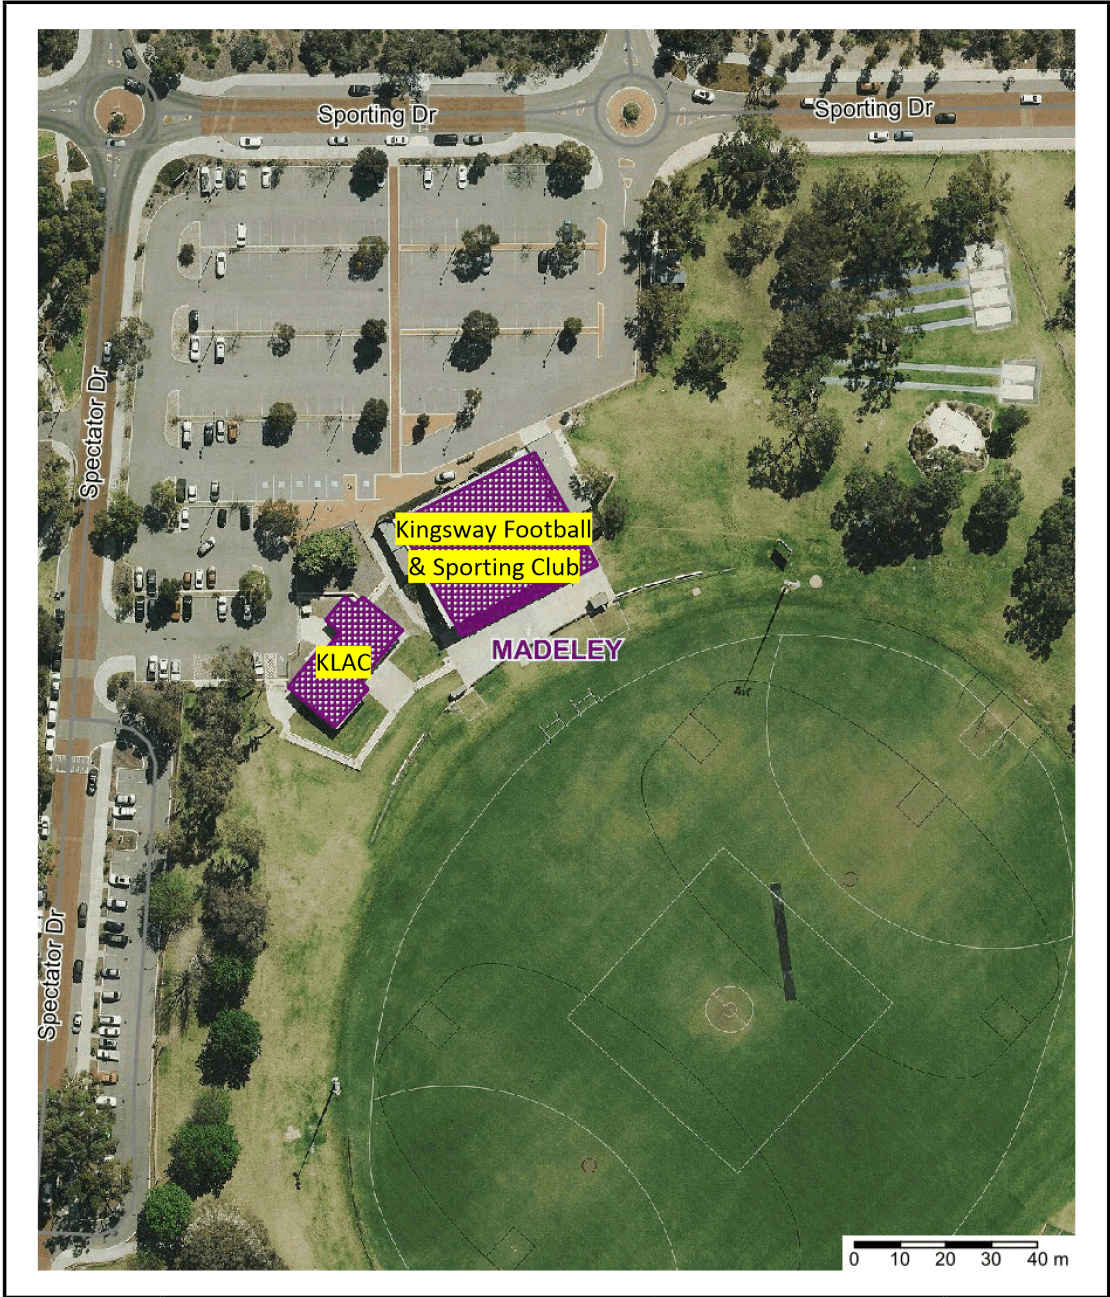 Sporting Dr
Sporting Dr
Spectator Dr
Kingsway Football
& Sporting Club
MADELEY
KLAC
Spectator Dr
0 10 20 30 40 m